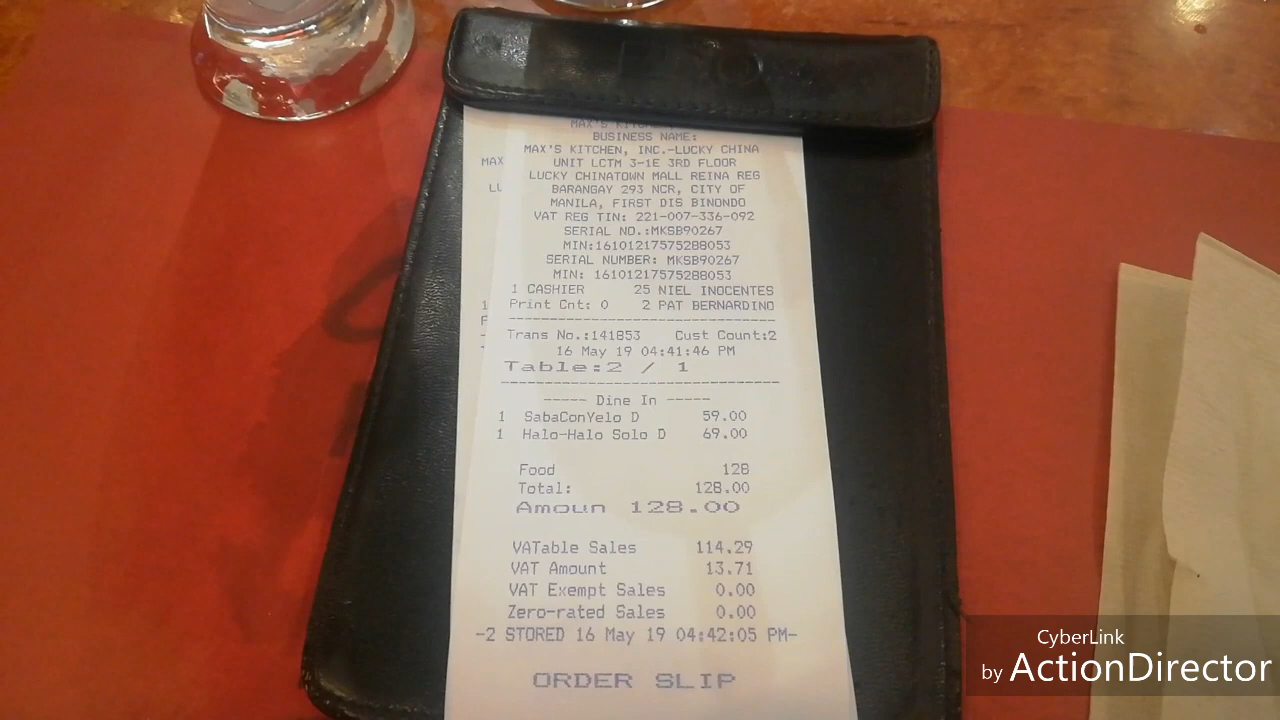 MAX'S
BUSINESS NAME:
MAX'S KITCHEN, INC.-LUCKY CHINA
UNIT LCTM 3-1E 3RD FLOOR
LUCKY CHINATOWN MALL REINA REG
BARANGAY 293 NCR, CITY OF
MANILA, FIRST DIS BINONDO
VAT REG TIN: 221-007-336-092
SERIAL NO.:MKSB90267
MIN:16101217575288053
SERIAL NUMBER: MKSB90267
MIN: 16101217575288053
1 CASHIER 25 NIEL INOCENTES
Print Cnt: 0 2 PAT BERNARDINO
Trans No.:141853 Cust Count:2
16 May 19 04:41:46 PM
Table:2 / 1
----- Dine In -----
1 SabaConYelo D 59.00
1 Halo-Halo Solo D 69.00
Food 128
Total: 128.00
Amoun 128.00
VATable Sales 114.29
VAT Amount 13.71
VAT Exempt Sales 0.00
Zero-rated Sales 0.00
-2 STORED 16 May 19 04:42:05 PM-
ORDER SLIP
MAX
LU
CyberLink
by ActionDirector